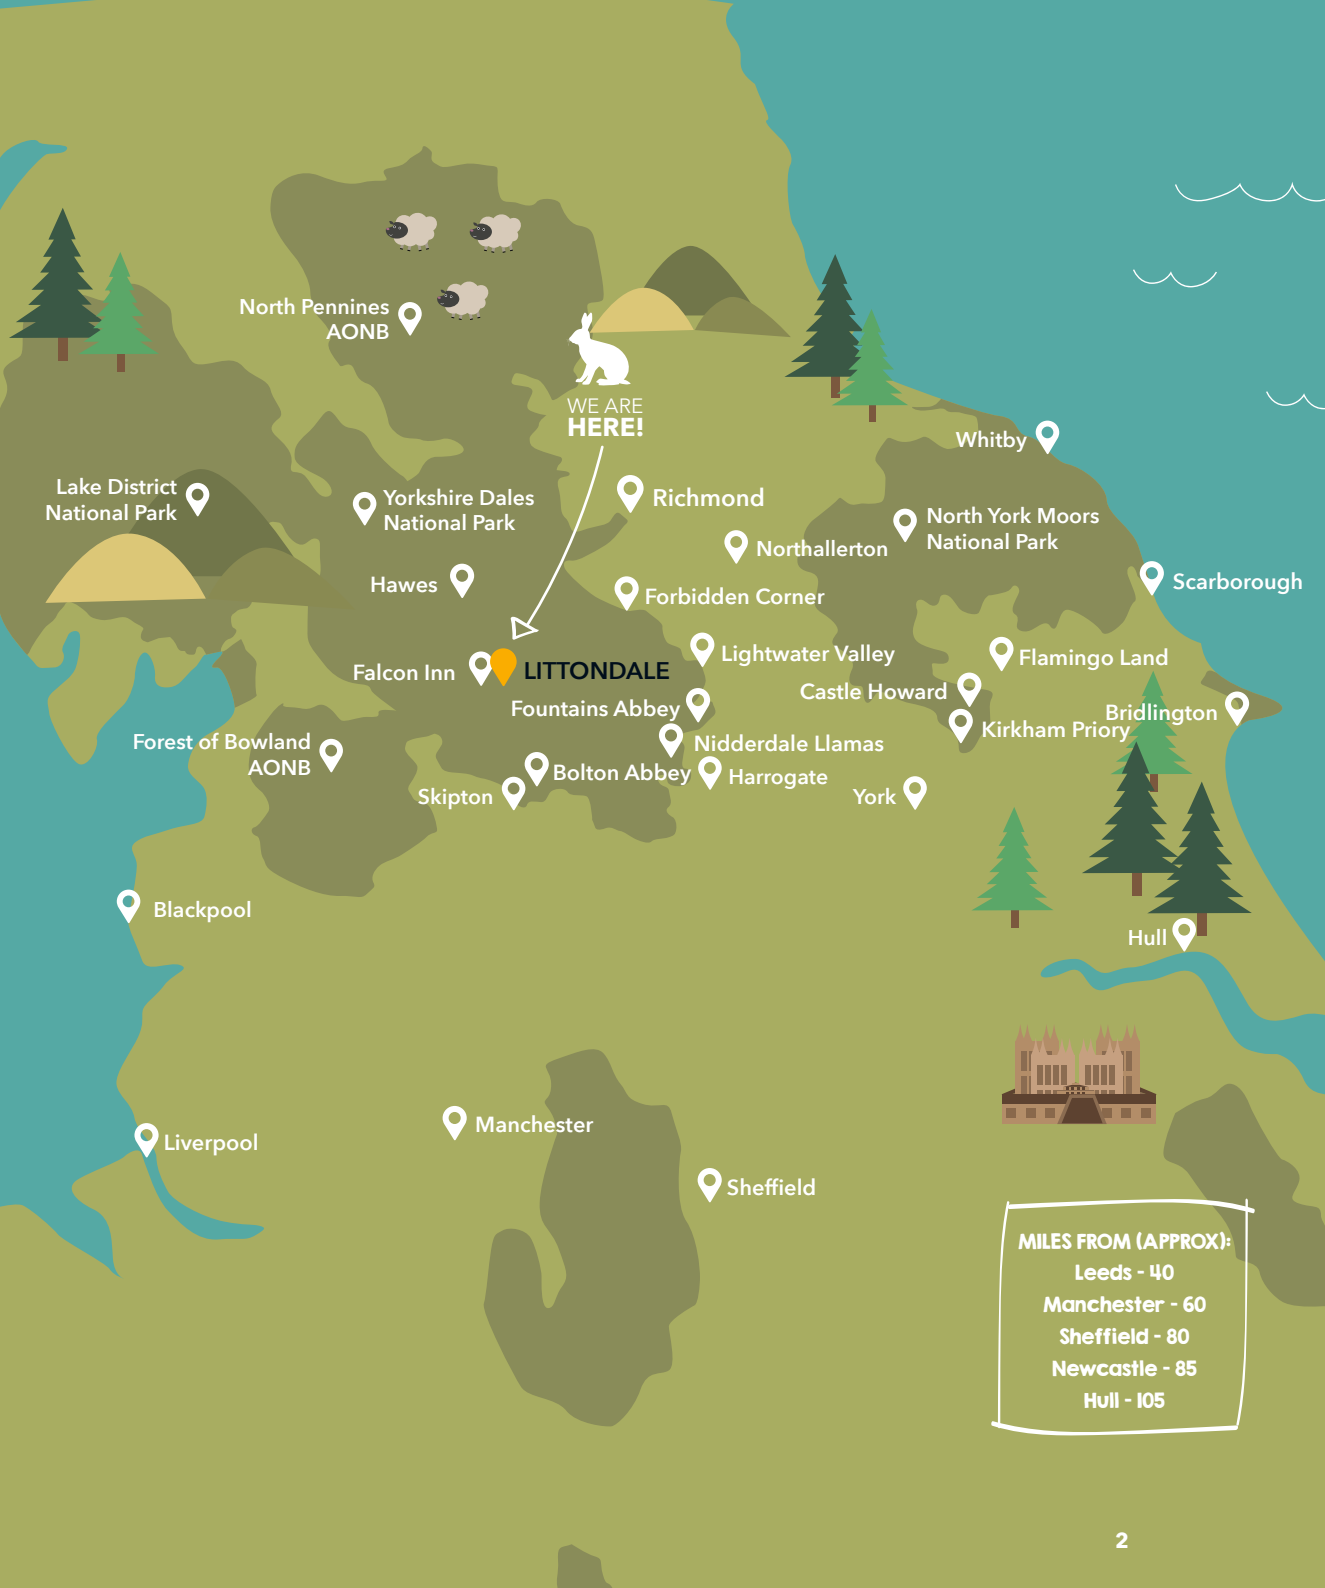 North Pennines
AONB
WE ARE
HERE!
Whitby
Lake District
National Park
Yorkshire Dales
National Park
Richmond
North York Moors
National Park
Northallerton
Hawes
Scarborough
Forbidden Corner
Lightwater Valley
Flamingo Land
Falcon Inn
LITTONDALE
Castle Howard
Fountains Abbey
Bridlington
Kirkham Priory
Forest of Bowland
AONB
Nidderdale Llamas
Bolton Abbey
Harrogate
Skipton
York
Blackpool
Hull
Manchester
Liverpool
Sheffield
MILES FROM (APPROX):
Leeds - 40
Manchester - 60
Sheffield - 80
Newcastle - 85
Hull - 105
2